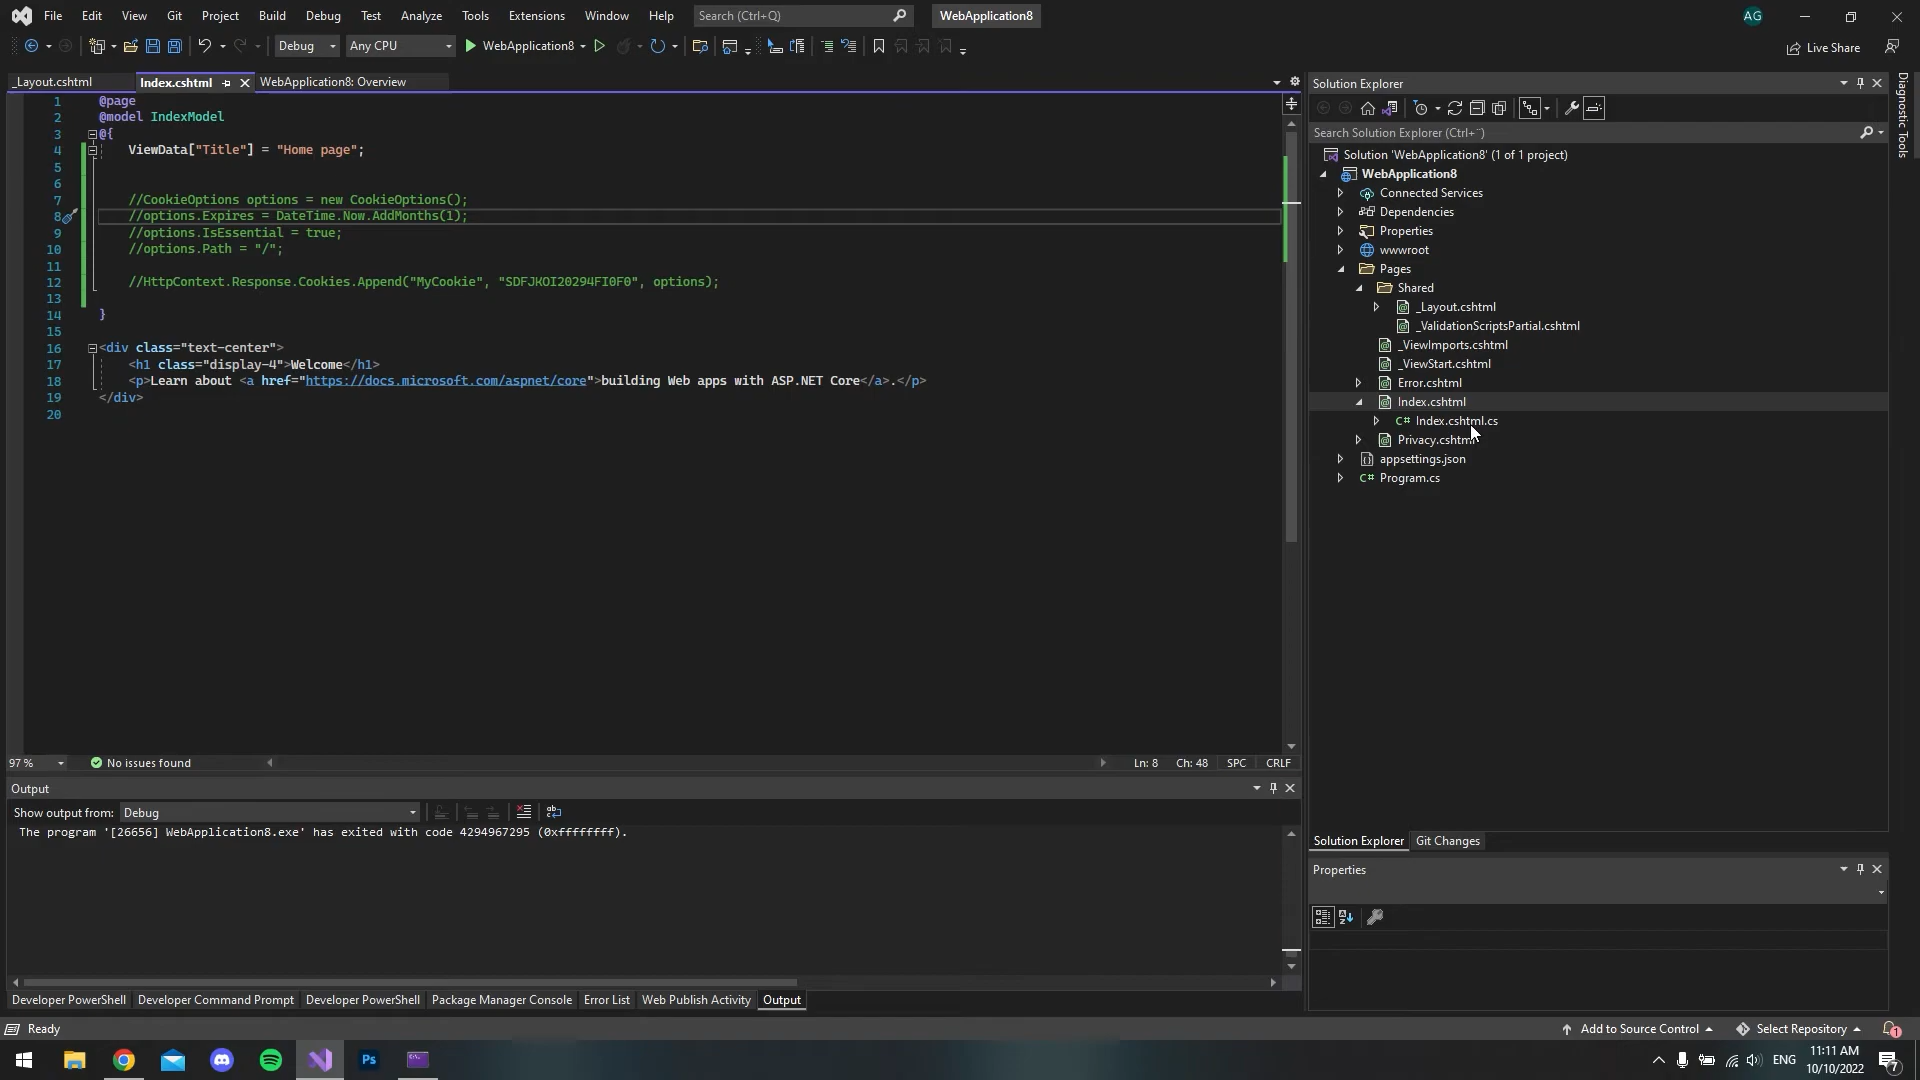 File Edit View Git Project Build Debug Test Analyze Tools Extensions Window Help Search (Ctrl+Q) WebApplication8 AG
Debug Any CPU WebApplication8 Live Share
_Layout.cshtml Index.cshtml WebApplication8: Overview
1 @page
2 @model IndexModel
3 @{
4 ViewData["Title"] = "Home page";
5
6
7 //CookieOptions options = new CookieOptions();
8 //options.Expires = DateTime.Now.AddMonths(1);
9 //options.IsEssential = true;
10 //options.Path = "/";
11
12 //HttpContext.Response.Cookies.Append("MyCookie", "SDFJKOI20294FI0F0", options);
13
14 }
15
16 <div class="text-center">
17 <h1 class="display-4">Welcome</h1>
18 <p>Learn about <a href="https://docs.microsoft.com/aspnet/core">building Web apps with ASP.NET Core</a>.</p>
19 </div>
20
97 % No issues found Ln: 8 Ch: 48 SPC CRLF
Output
Show output from: Debug
The program '[26656] WebApplication8.exe' has exited with code 4294967295 (0xffffffff).
Developer PowerShell Developer Command Prompt Developer PowerShell Package Manager Console Error List Web Publish Activity Output
Solution Explorer
Search Solution Explorer (Ctrl+¨)
Solution 'WebApplication8' (1 of 1 project)
WebApplication8
Connected Services
Dependencies
Properties
wwwroot
Pages
Shared
_Layout.cshtml
_ValidationScriptsPartial.cshtml
_ViewImports.cshtml
_ViewStart.cshtml
Error.cshtml
Index.cshtml
C# Index.cshtml.cs
Privacy.cshtml
appsettings.json
C# Program.cs
Solution Explorer Git Changes
Properties
Diagnostic Tools
Ready Add to Source Control Select Repository 1
Ps ENG 11:11 AM
10/10/2022 7